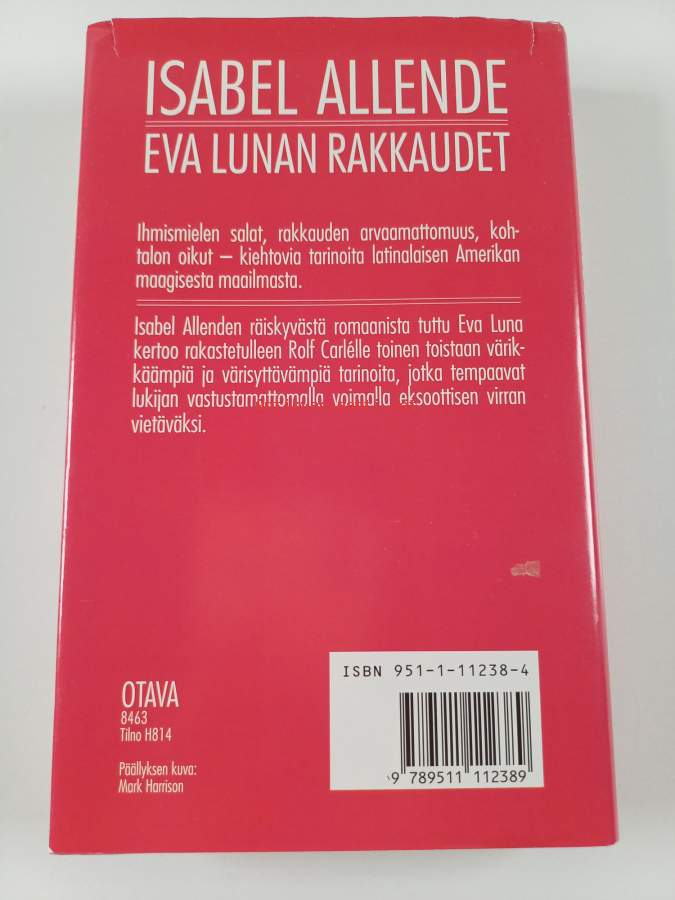 ISABEL ALLENDE
EVA LUNAN RAKKAUDET
Ihmismielen salat, rakkauden arvaamattomuus, koh-
talon oikut – kiehtovia tarinoita latinalaisen Amerikan
maagisesta maailmasta.
Isabel Allenden räiskyvästä romaanista tuttu Eva Luna
kertoo rakastetulleen Rolf Carlélle toinen toistaan värik-
käämpiä ja värisyttävämpiä tarinoita, jotka tempaavat
lukijan vastustamattomalla voimalla eksoottisen virran
vietäväksi.
ISBN 951-1-11238-4
OTAVA
8463
Tilno H814
Päällyksen kuva:
Mark Harrison
9 789511 112389